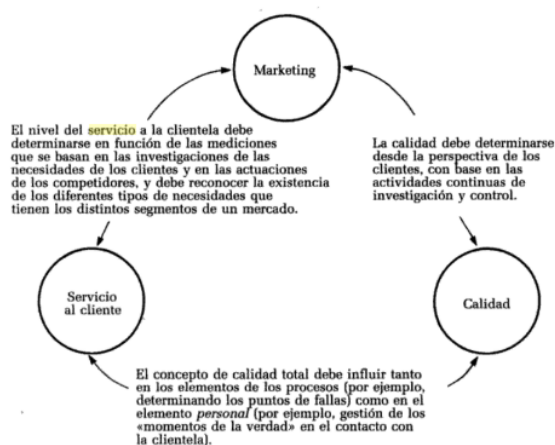 Marketing
El nivel del servicio a la clientela debe
determinarse en función de las mediciones
que se basan en las investigaciones de las
necesidades de los clientes y en las actuaciones
de los competidores, y debe reconocer la existencia
de los diferentes tipos de necesidades que
tienen los distintos segmentos de un mercado.
La calidad debe determinarse
desde la perspectiva de los
clientes, con base en las
actividades continuas de
investigación y control.
Servicio
al cliente
Calidad
El concepto de calidad total debe influir tanto
en los elementos de los procesos (por ejemplo,
determinando los puntos de fallas) como en el
elemento personal (por ejemplo, gestión de los
«momentos de la verdad» en el contacto con
la clientela).